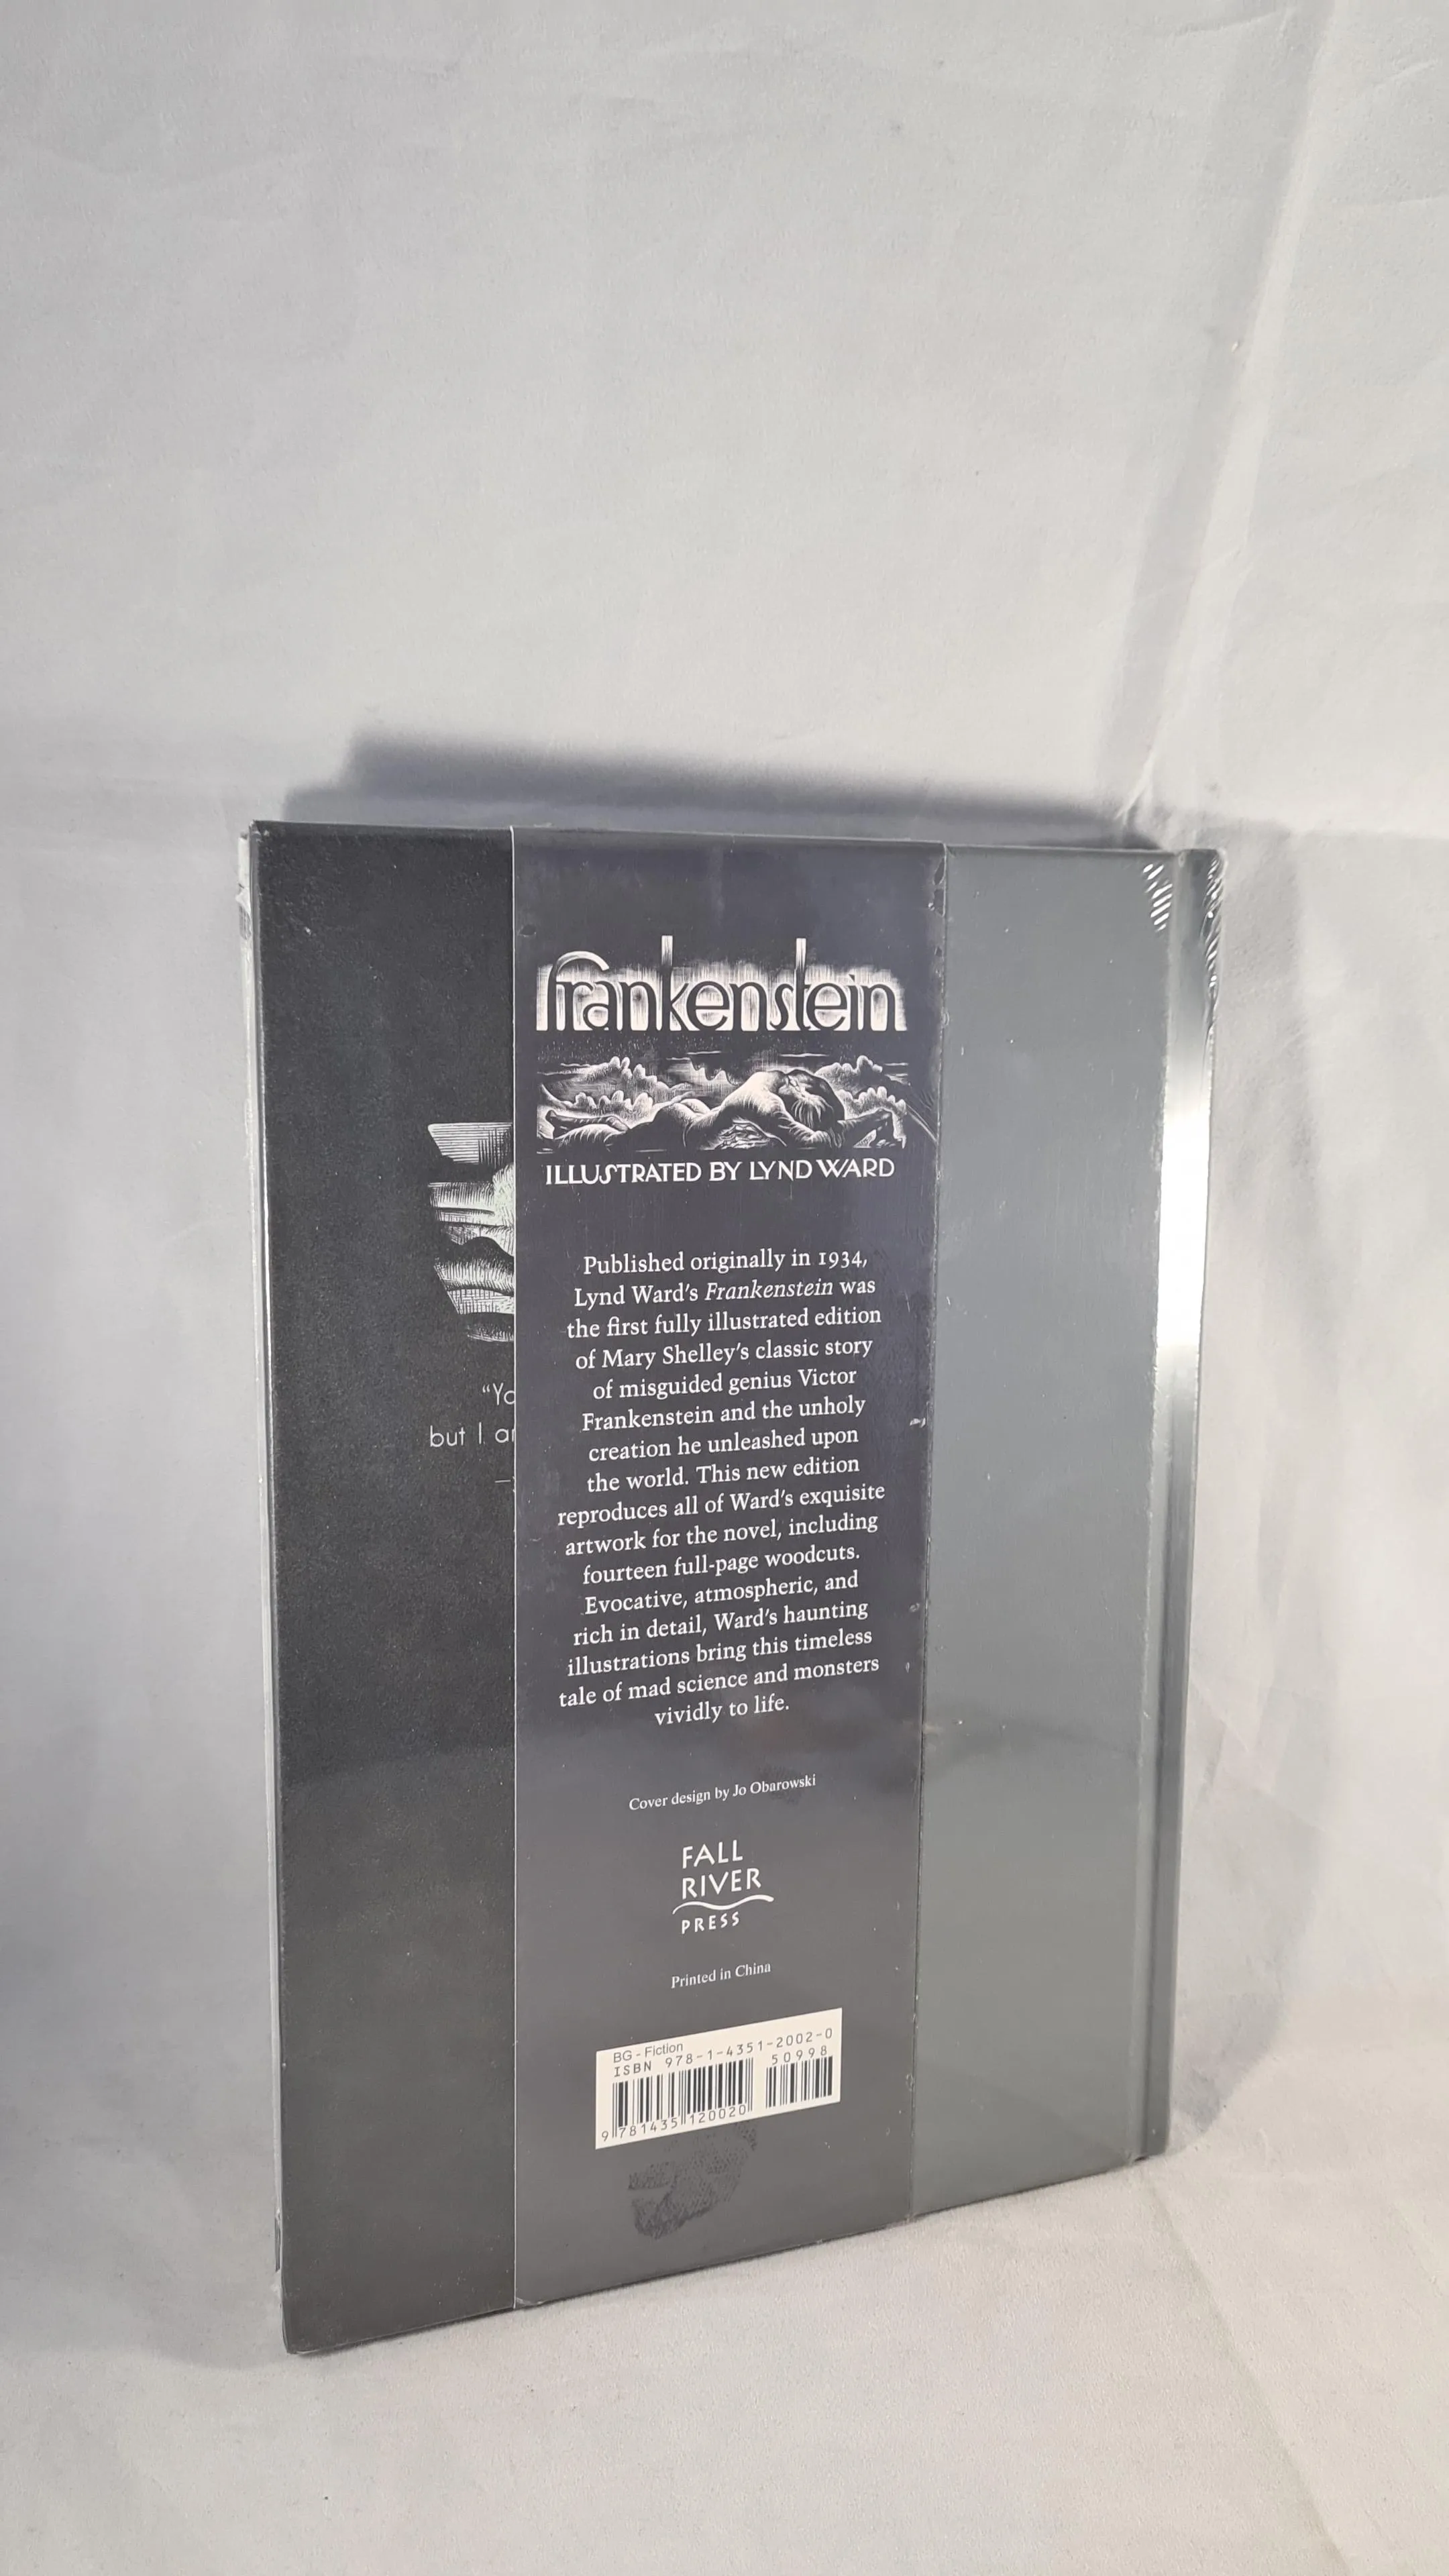 frankenstein
ILLUSTRATED BY LYND WARD
Published originally in 1934,
Lynd Ward's Frankenstein was
the first fully illustrated edition
of Mary Shelley's classic story
of misguided genius Victor
Frankenstein and the unholy
creation he unleashed upon
the world. This new edition
reproduces all of Ward's exquisite
artwork for the novel, including
fourteen full-page woodcuts.
Evocative, atmospheric, and
rich in detail, Ward's haunting
illustrations bring this timeless
tale of mad science and monsters
vividly to life.
"Yo
but I a
Cover design by Jo Obarowski
FALL
RIVER
PRESS
Printed in China
BG - Fiction
ISBN 978-1-4351-2002-0
50998
9 781435 120020